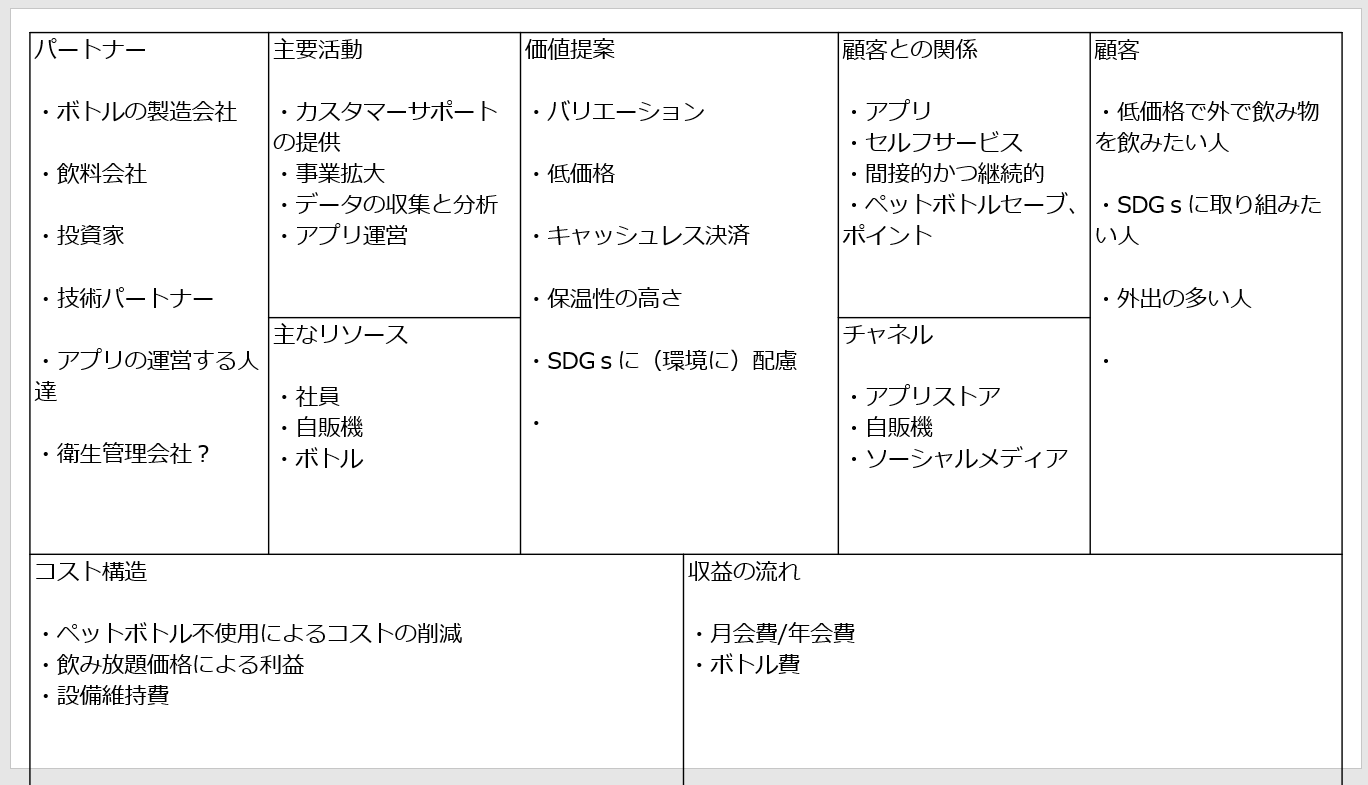 パートナー
・ボトルの製造会社
・飲料会社
・投資家
・技術パートナー
・アプリの運営する人
達
・衛生管理会社？
主要活動
・カスタマーサポート
の提供
・事業拡大
・データの収集と分析
・アプリ運営
主なリソース
・社員
・自販機
・ボトル
価値提案
・バリエーション
・低価格
・キャッシュレス決済
・保温性の高さ
・SDGｓに（環境に）配慮
・
顧客との関係
・アプリ
・セルフサービス
・間接的かつ継続的
・ペットボトルセーブ、
ポイント
チャネル
・アプリストア
・自販機
・ソーシャルメディア
顧客
・低価格で外で飲み物
を飲みたい人
・SDGｓに取り組みた
い人
・外出の多い人
・
コスト構造
・ペットボトル不使用によるコストの削減
・飲み放題価格による利益
・設備維持費
収益の流れ
・月会費/年会費
・ボトル費